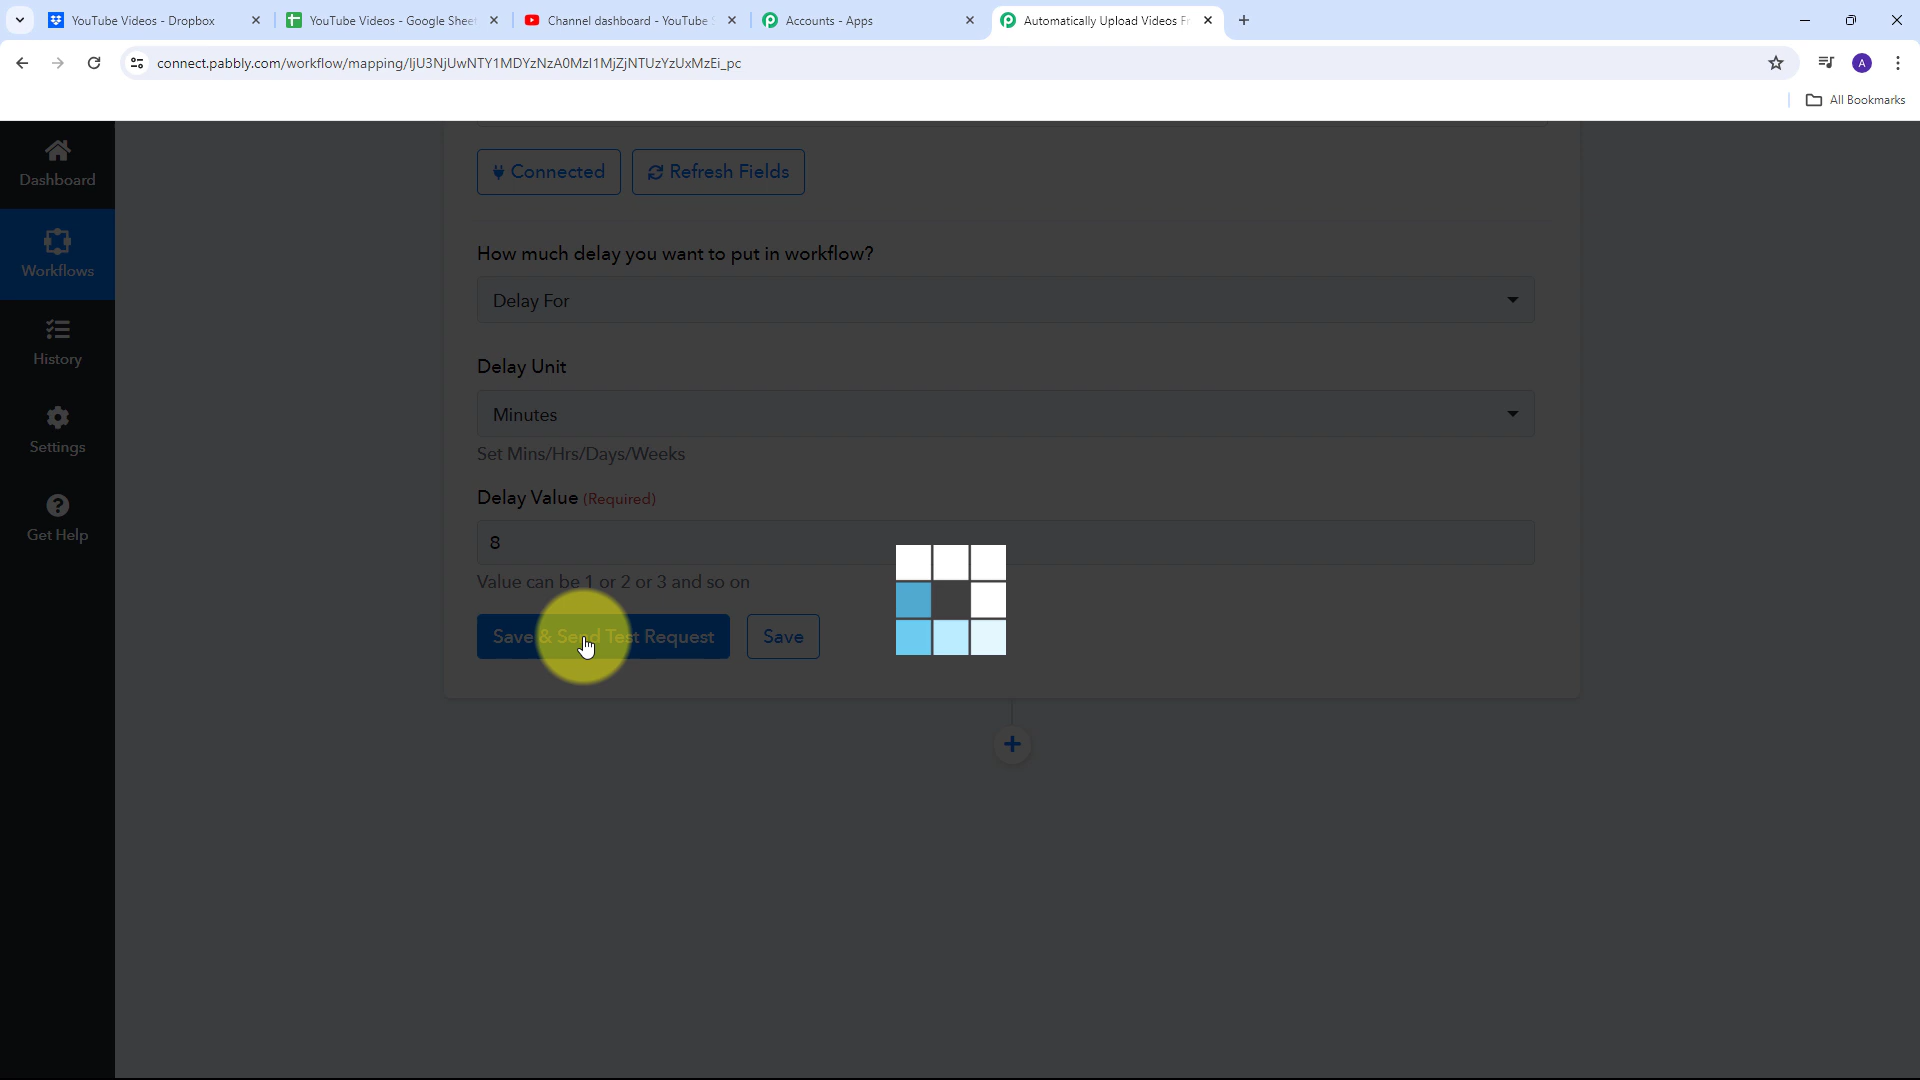 YouTube Videos - Dropbox
YouTube Videos - Google Sheet
Channel dashboard - YouTube S
Accounts - Apps
Automatically Upload Videos Fr
connect.pabbly.com/workflow/mapping/IjU3NjUwNTY1MDYzNzA0MzI1MjZjNTUzYzUxMzEi_pc
A
All Bookmarks
Dashboard
Workflows
History
Settings
Get Help
Connected
Refresh Fields
How much delay you want to put in workflow?
Delay For
Delay Unit
Minutes
Set Mins/Hrs/Days/Weeks
Delay Value (Required)
8
Value can be 1 or 2 or 3 and so on
Save & Send Test Request
Save